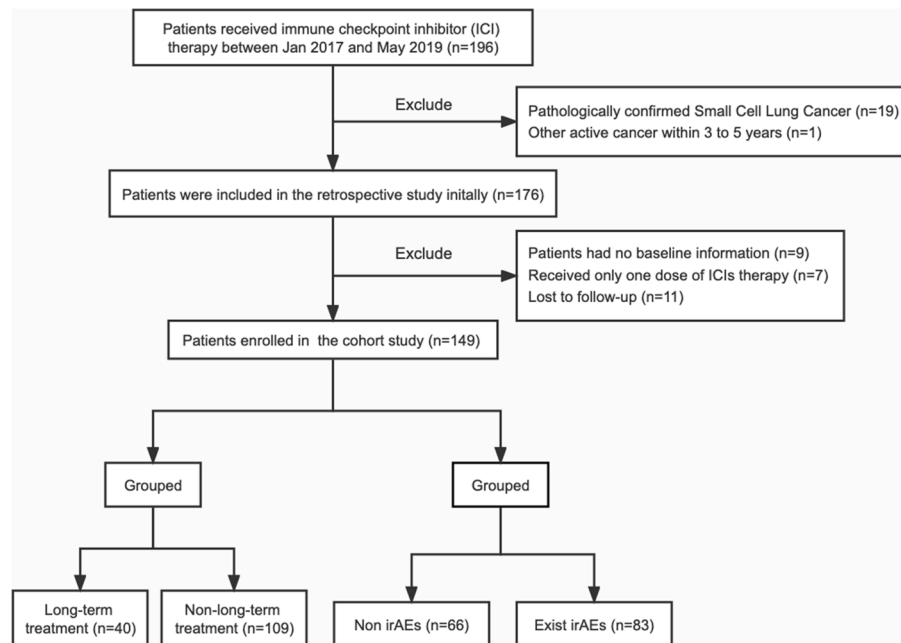 Patients received immune checkpoint inhibitor (ICI)
therapy between Jan 2017 and May 2019 (n=196)
Exclude
Pathologically confirmed Small Cell Lung Cancer (n=19)
Other active cancer within 3 to 5 years (n=1)
Patients were included in the retrospective study initally (n=176)
Exclude
Patients had no baseline information (n=9)
Received only one dose of ICIs therapy (n=7)
Lost to follow-up (n=11)
Patients enrolled in the cohort study (n=149)
Grouped
Grouped
Long-term
treatment (n=40)
Non-long-term
treatment (n=109)
Non irAEs (n=66)
Exist irAEs (n=83)